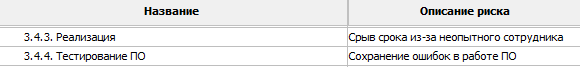 Название Описание риска
3.4.3. Реализация Срыв срока из-за неопытного сотрудника
3.4.4. Тестирование ПО Сохранение ошибок в работе ПО